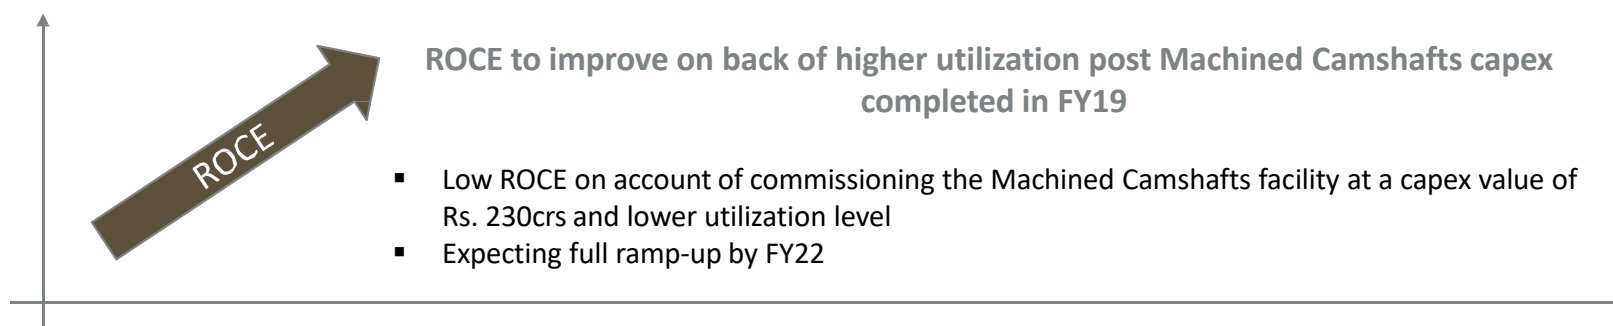 ROCE
ROCE to improve on back of higher utilization post Machined Camshafts capex
completed in FY19
▪ Low ROCE on account of commissioning the Machined Camshafts facility at a capex value of
Rs. 230crs and lower utilization level
▪ Expecting full ramp-up by FY22